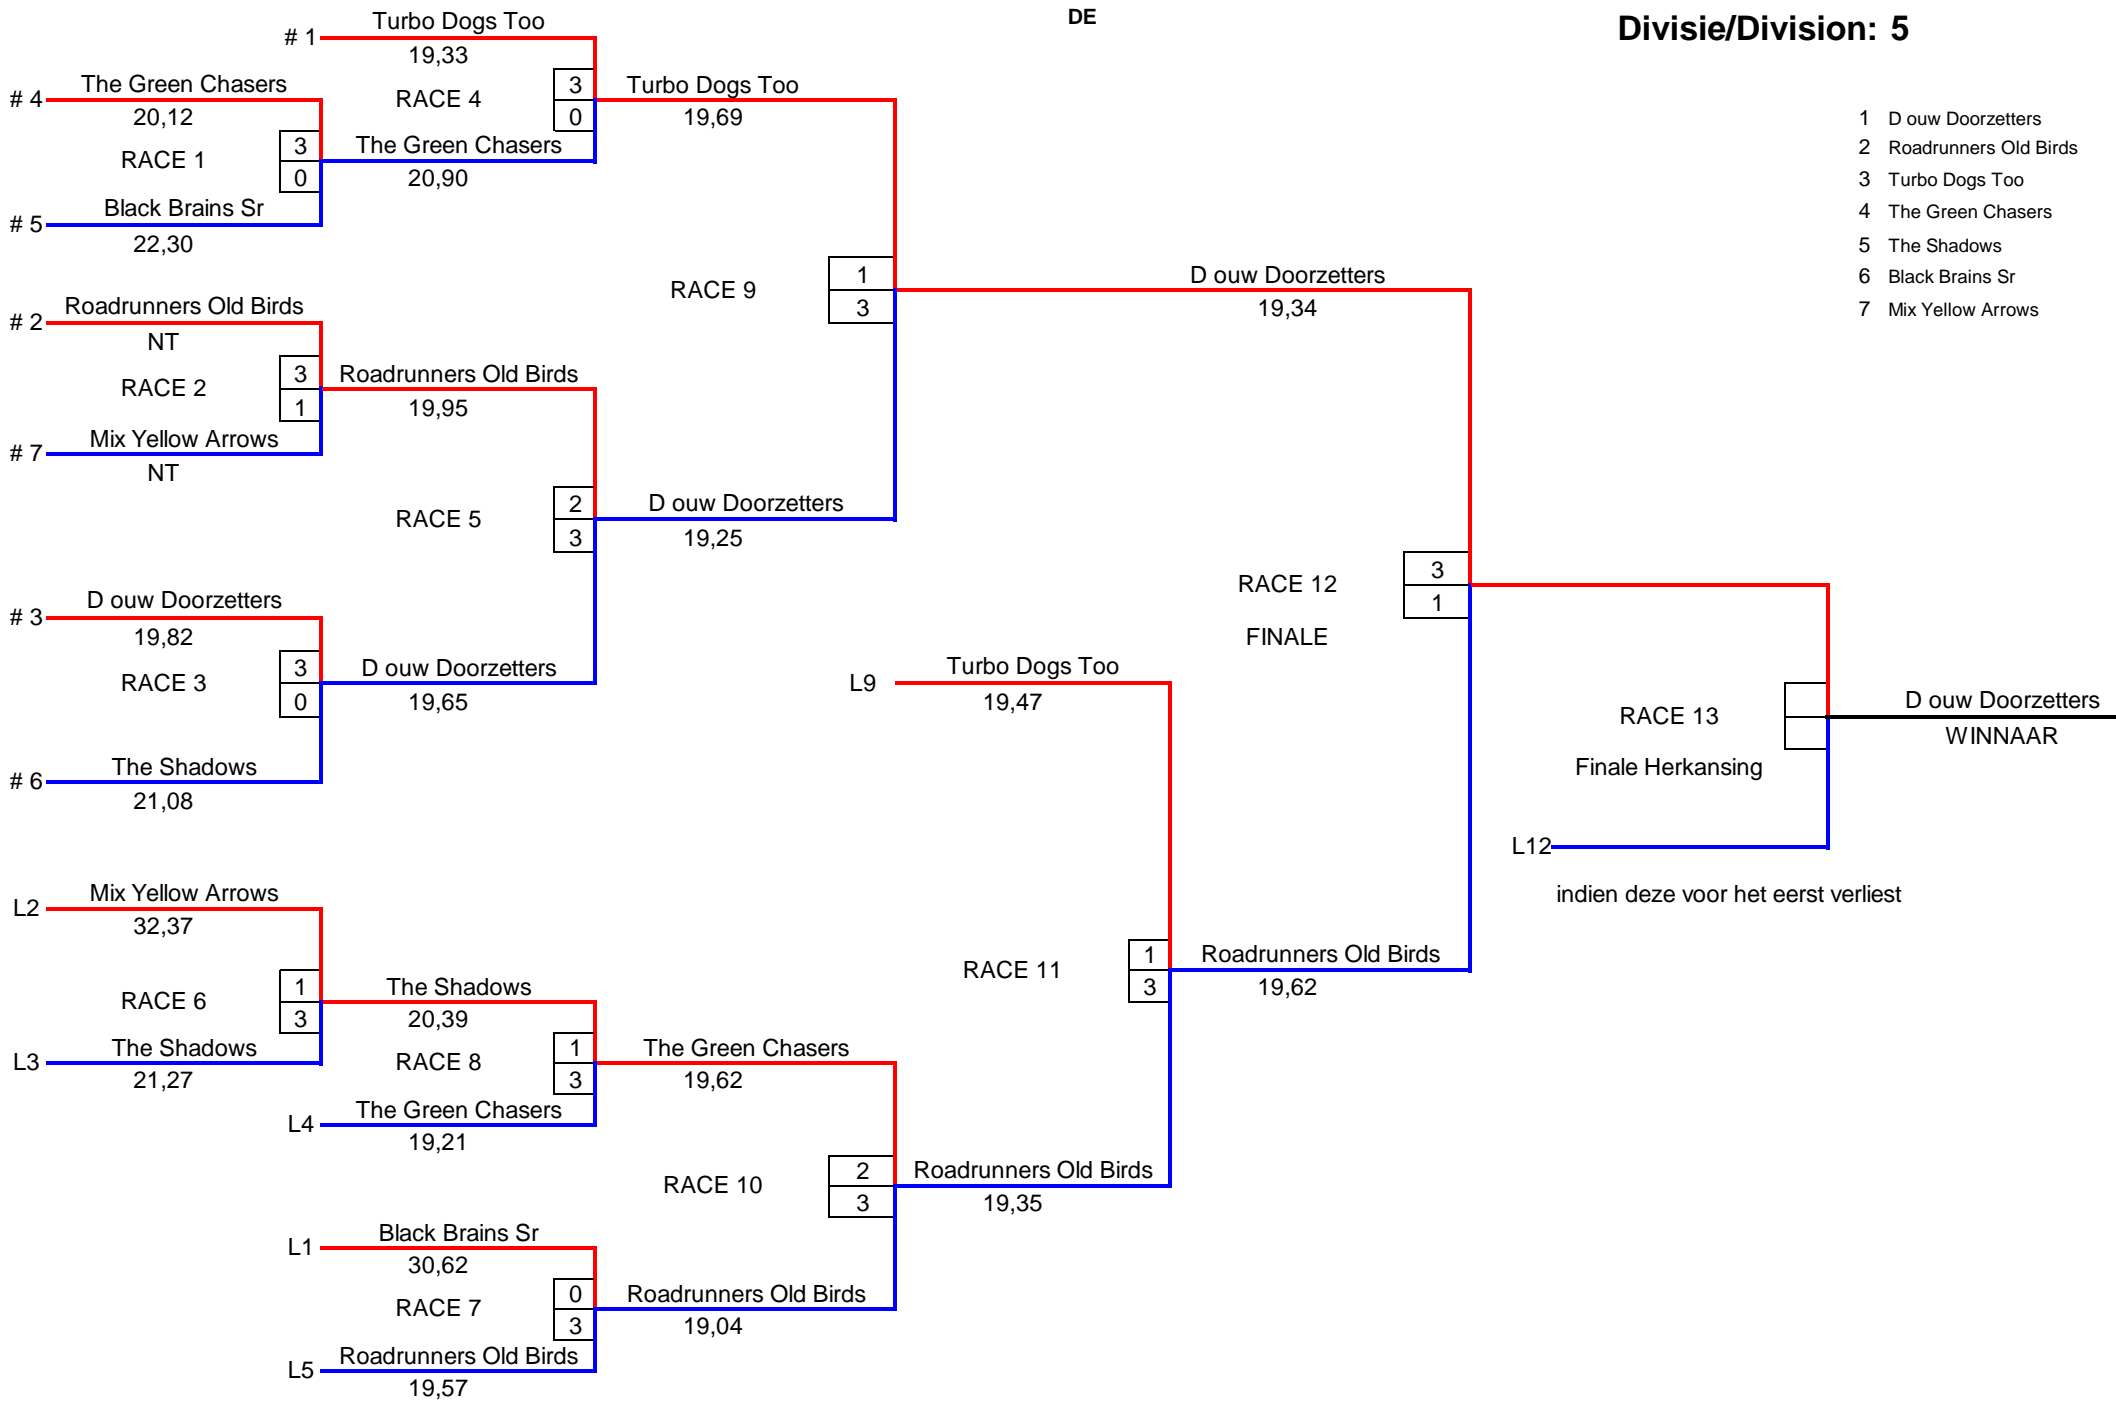 DE
Divisie/Division: 5
1 D ouw Doorzetters
2 Roadrunners Old Birds
3 Turbo Dogs Too
4 The Green Chasers
5 The Shadows
6 Black Brains Sr
7 Mix Yellow Arrows
# 1
Turbo Dogs Too
19,33
RACE 4
3
0
The Green Chasers
20,90
# 4
The Green Chasers
20,12
RACE 1
3
0
# 5
Black Brains Sr
22,30
Turbo Dogs Too
19,69
# 2
Roadrunners Old Birds
NT
RACE 2
3
1
# 7
Mix Yellow Arrows
NT
Roadrunners Old Birds
19,95
RACE 5
2
3
RACE 9
1
3
D ouw Doorzetters
19,25
D ouw Doorzetters
19,34
# 3
D ouw Doorzetters
19,82
RACE 3
3
0
# 6
The Shadows
21,08
D ouw Doorzetters
19,65
RACE 12
3
1
FINALE
L9
Turbo Dogs Too
19,47
RACE 13
Finale Herkansing
D ouw Doorzetters
WINNAAR
L12
indien deze voor het eerst verliest
L2
Mix Yellow Arrows
32,37
RACE 6
1
3
L3
The Shadows
21,27
The Shadows
20,39
RACE 8
1
3
L4
The Green Chasers
19,21
The Green Chasers
19,62
RACE 11
1
3
Roadrunners Old Birds
19,62
RACE 10
2
3
Roadrunners Old Birds
19,35
L1
Black Brains Sr
30,62
RACE 7
0
3
L5
Roadrunners Old Birds
19,57
Roadrunners Old Birds
19,04